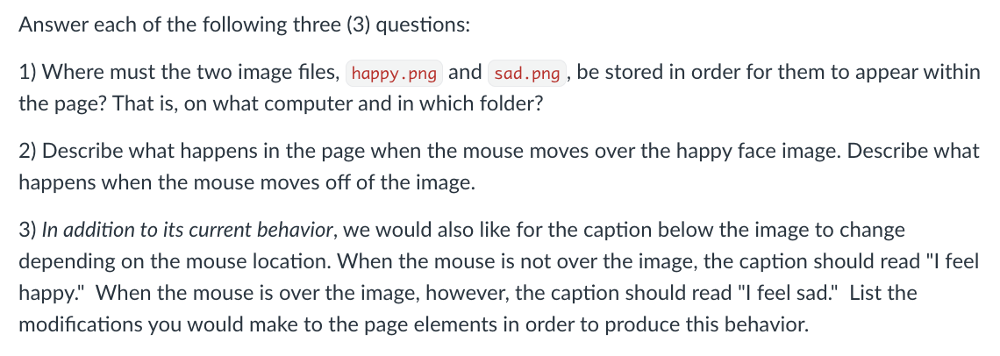 Answer each of the following three (3) questions:
1) Where must the two image files, happy.png and sad.png, be stored in order for them to appear within
the page? That is, on what computer and in which folder?
2) Describe what happens in the page when the mouse moves over the happy face image. Describe what
happens when the mouse moves off of the image.
3) In addition to its current behavior, we would also like for the caption below the image to change
depending on the mouse location. When the mouse is not over the image, the caption should read "I feel
happy." When the mouse is over the image, however, the caption should read "I feel sad." List the
modifications you would make to the page elements in order to produce this behavior.